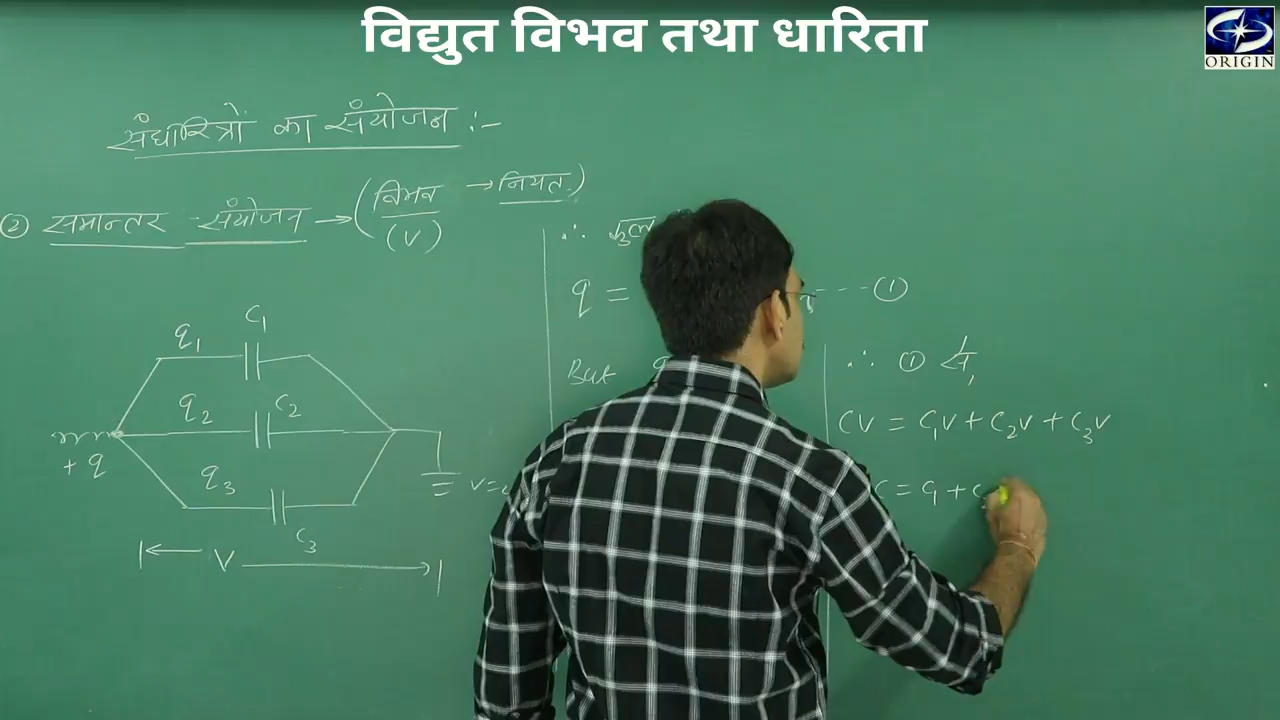 विद्युत विभव तथा धारिता
ORIGIN
संधारित्रों का संयोजन :-
② समान्तर संयोजन → (विभव (V) → नियत)
∴ कुल
q =
---- ①
But
q₁ C₁
q₂ C₂
+ q
q₃ C₃
V =
|← V →|
∴ ① से,
CV = C₁V + C₂V + C₃V
C = C₁ + C